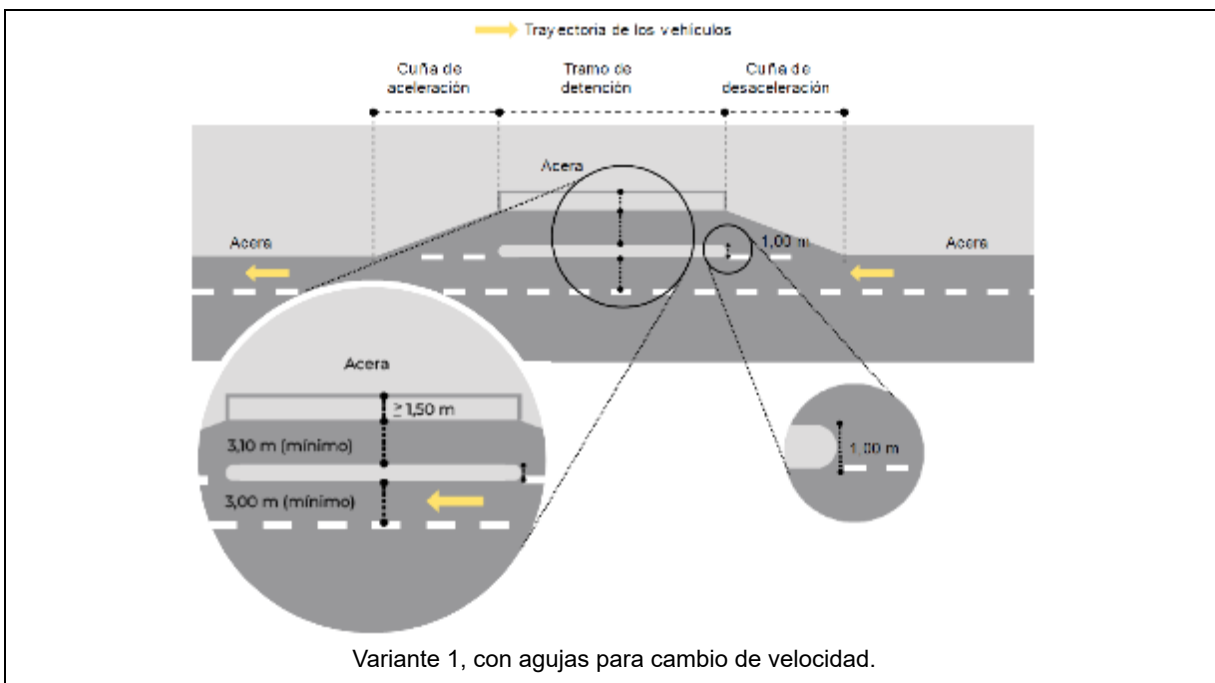 Trayectoria de los vehículos
Cuña de
aceleración
Tramo de
detención
Cuña de
desaceleración
Acera
Acera
1,00 m
Acera
Acera
≥ 1,50 m
3,10 m (mínimo)
3,00 m (mínimo)
1,00 m
Variante 1, con agujas para cambio de velocidad.